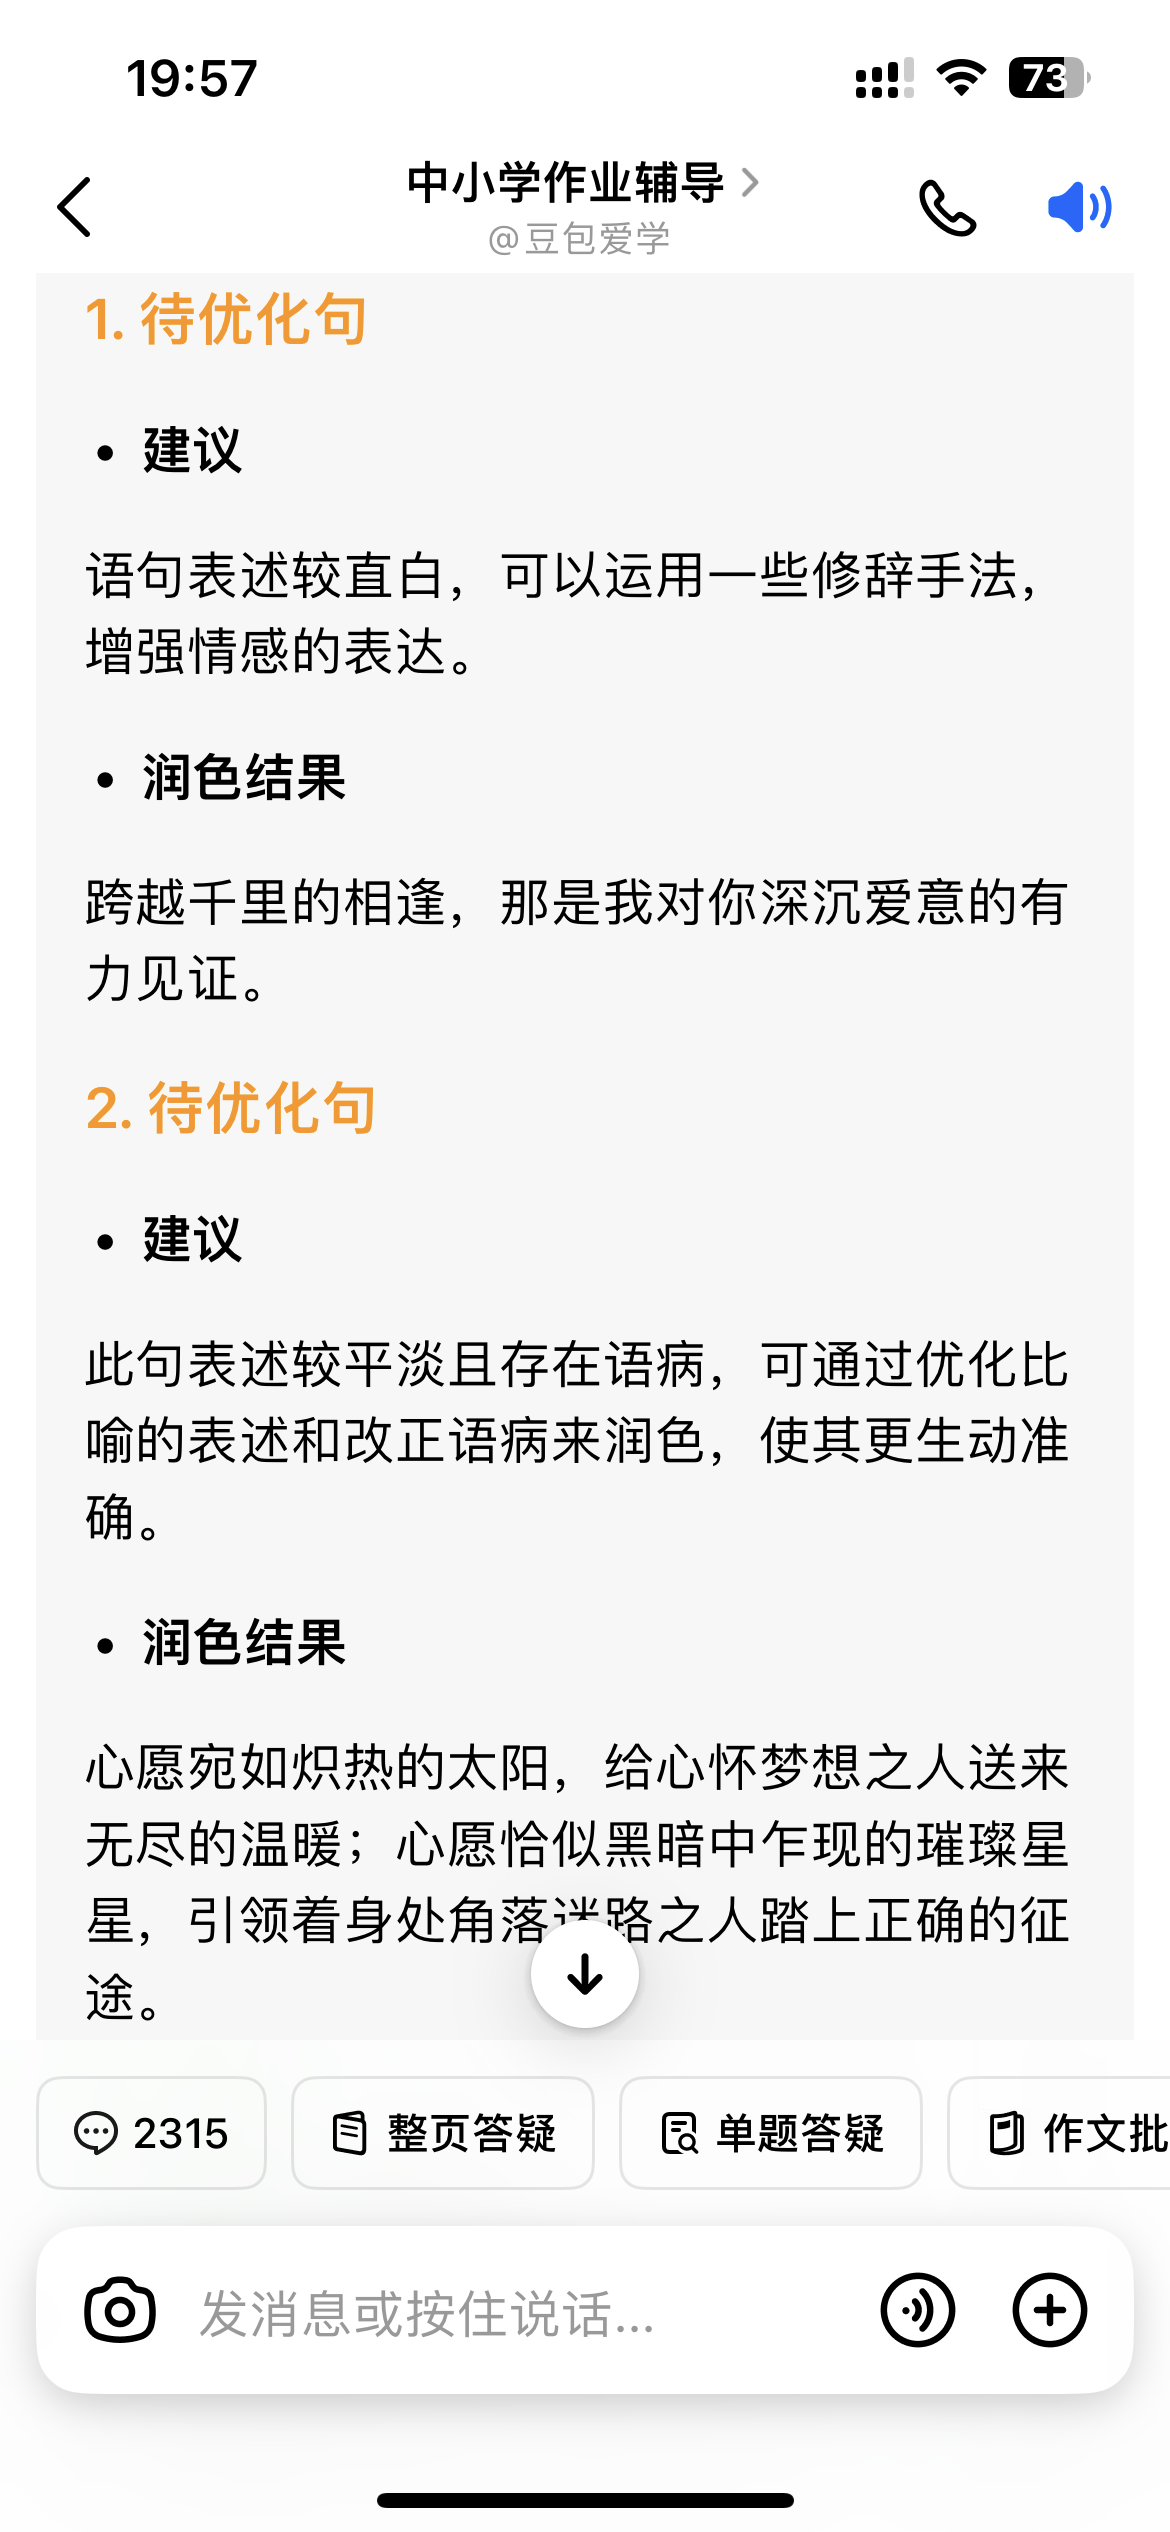 19:57
73
中小学作业辅导
@豆包爱学
1. 待优化句
• 建议
语句表述较直白，可以运用一些修辞手法，
增强情感的表达。
• 润色结果
跨越千里的相逢，那是我对你深沉爱意的有
力见证。
2. 待优化句
• 建议
此句表述较平淡且存在语病，可通过优化比
喻的表述和改正语病来润色，使其更生动准
确。
• 润色结果
心愿宛如炽热的太阳，给心怀梦想之人送来
无尽的温暖；心愿恰似黑暗中乍现的璀璨星
星，引领着身处角落迷路之人踏上正确的征
途。
2315
整页答疑
单题答疑
作文批
发消息或按住说话...